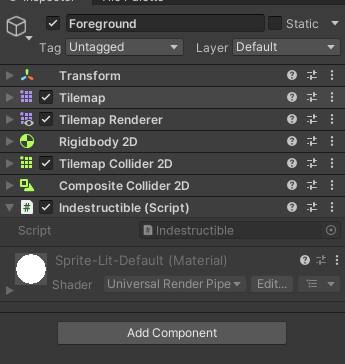 Foreground
Static
Tag Untagged Layer Default
Transform
Tilemap
Tilemap Renderer
Rigidbody 2D
Tilemap Collider 2D
Composite Collider 2D
# Indestructible (Script)
Script # Indestructible
Sprite-Lit-Default (Material)
Shader Universal Render Pipe Edit...
Add Component